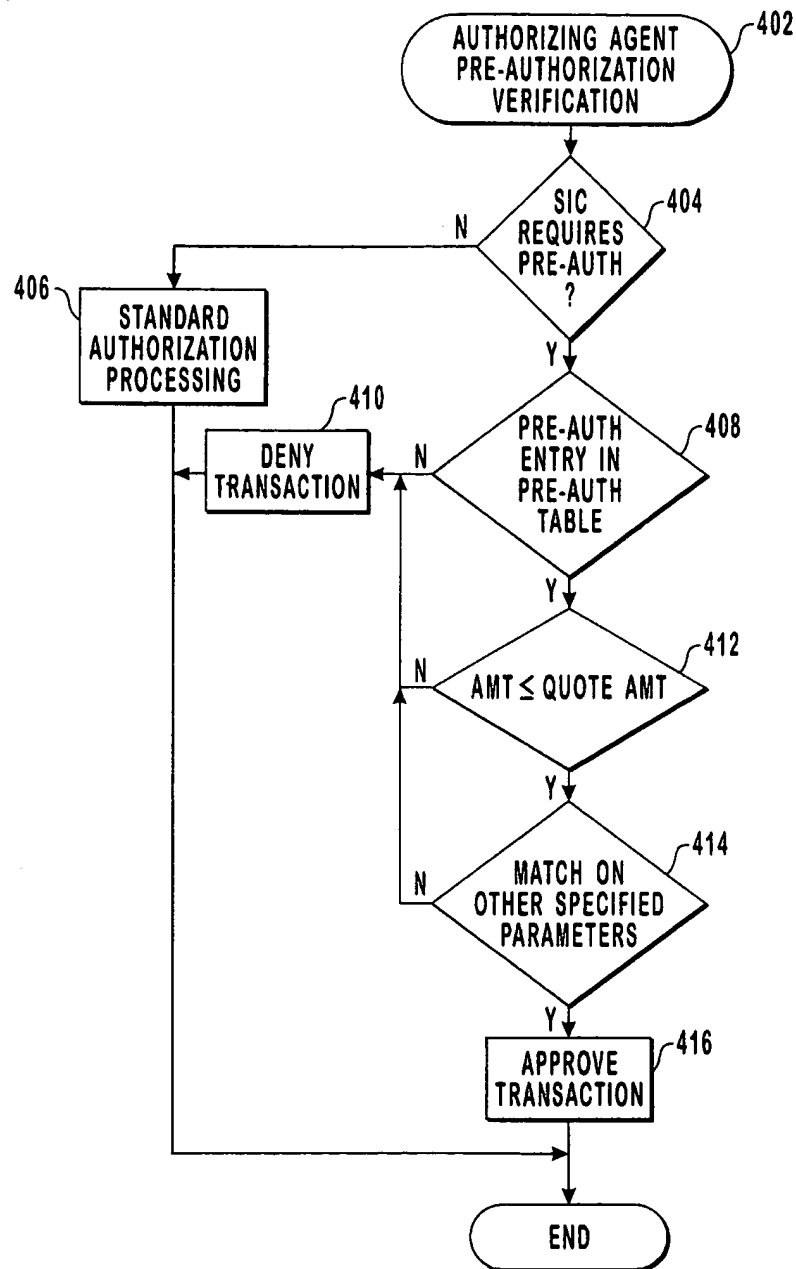 AUTHORIZING AGENT
PRE-AUTHORIZATION
VERIFICATION
402
SIC
REQUIRES
PRE-AUTH
?
404
N
Y
406
STANDARD
AUTHORIZATION
PROCESSING
410
DENY
TRANSACTION
N
PRE-AUTH
ENTRY IN
PRE-AUTH
TABLE
408
Y
N
AMT ≤ QUOTE AMT
412
Y
N
MATCH ON
OTHER SPECIFIED
PARAMETERS
414
Y
APPROVE
TRANSACTION
416
END